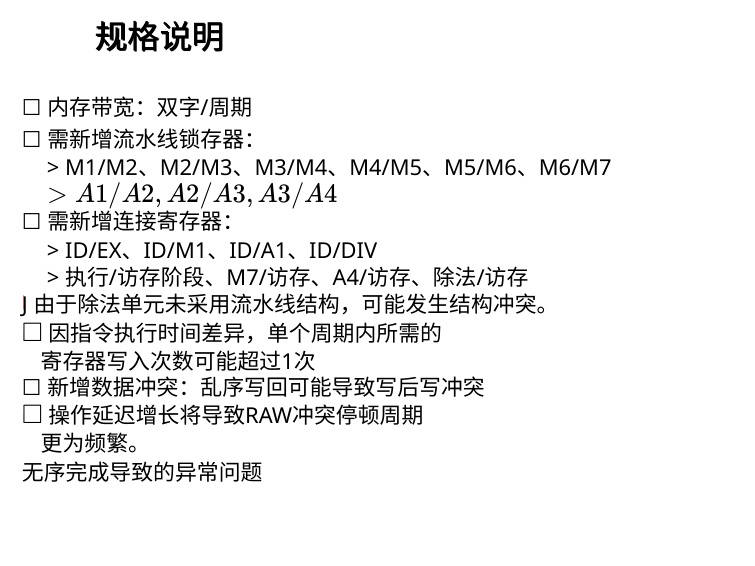 规格说明
□ 内存带宽：双字/周期
□ 需新增流水线锁存器：
> M1/M2、M2/M3、M3/M4、M4/M5、M5/M6、M6/M7
> A1/A2, A2/A3, A3/A4
□ 需新增连接寄存器：
> ID/EX、ID/M1、ID/A1、ID/DIV
> 执行/访存阶段、M7/访存、A4/访存、除法/访存
J 由于除法单元未采用流水线结构，可能发生结构冲突。
□ 因指令执行时间差异，单个周期内所需的
寄存器写入次数可能超过1次
□ 新增数据冲突：乱序写回可能导致写后写冲突
□ 操作延迟增长将导致RAW冲突停顿周期
更为频繁。
无序完成导致的异常问题